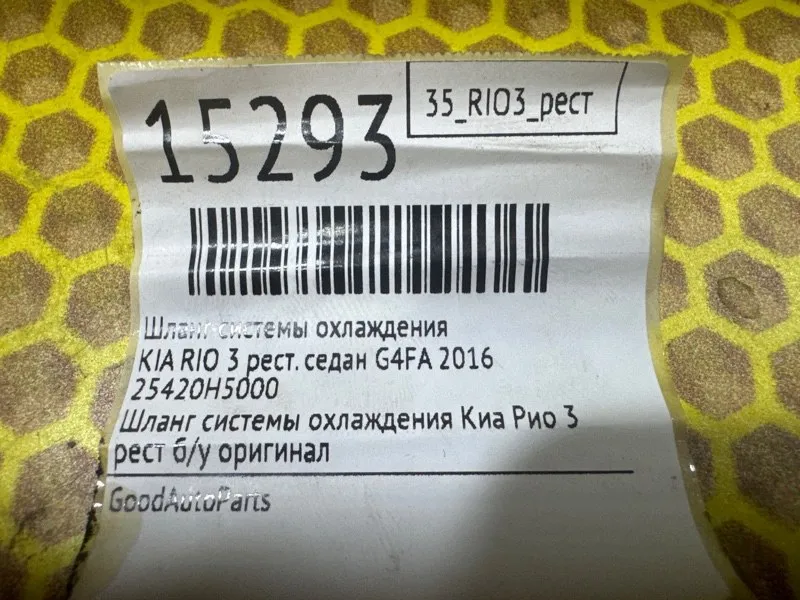 35_RIO3_рест
15293
Шланг системы охлаждения
KIA RIO 3 рест. седан G4FA 2016
25420H5000
Шланг системы охлаждения Киа Рио 3
рест б/у оригинал
GoodAutoParts